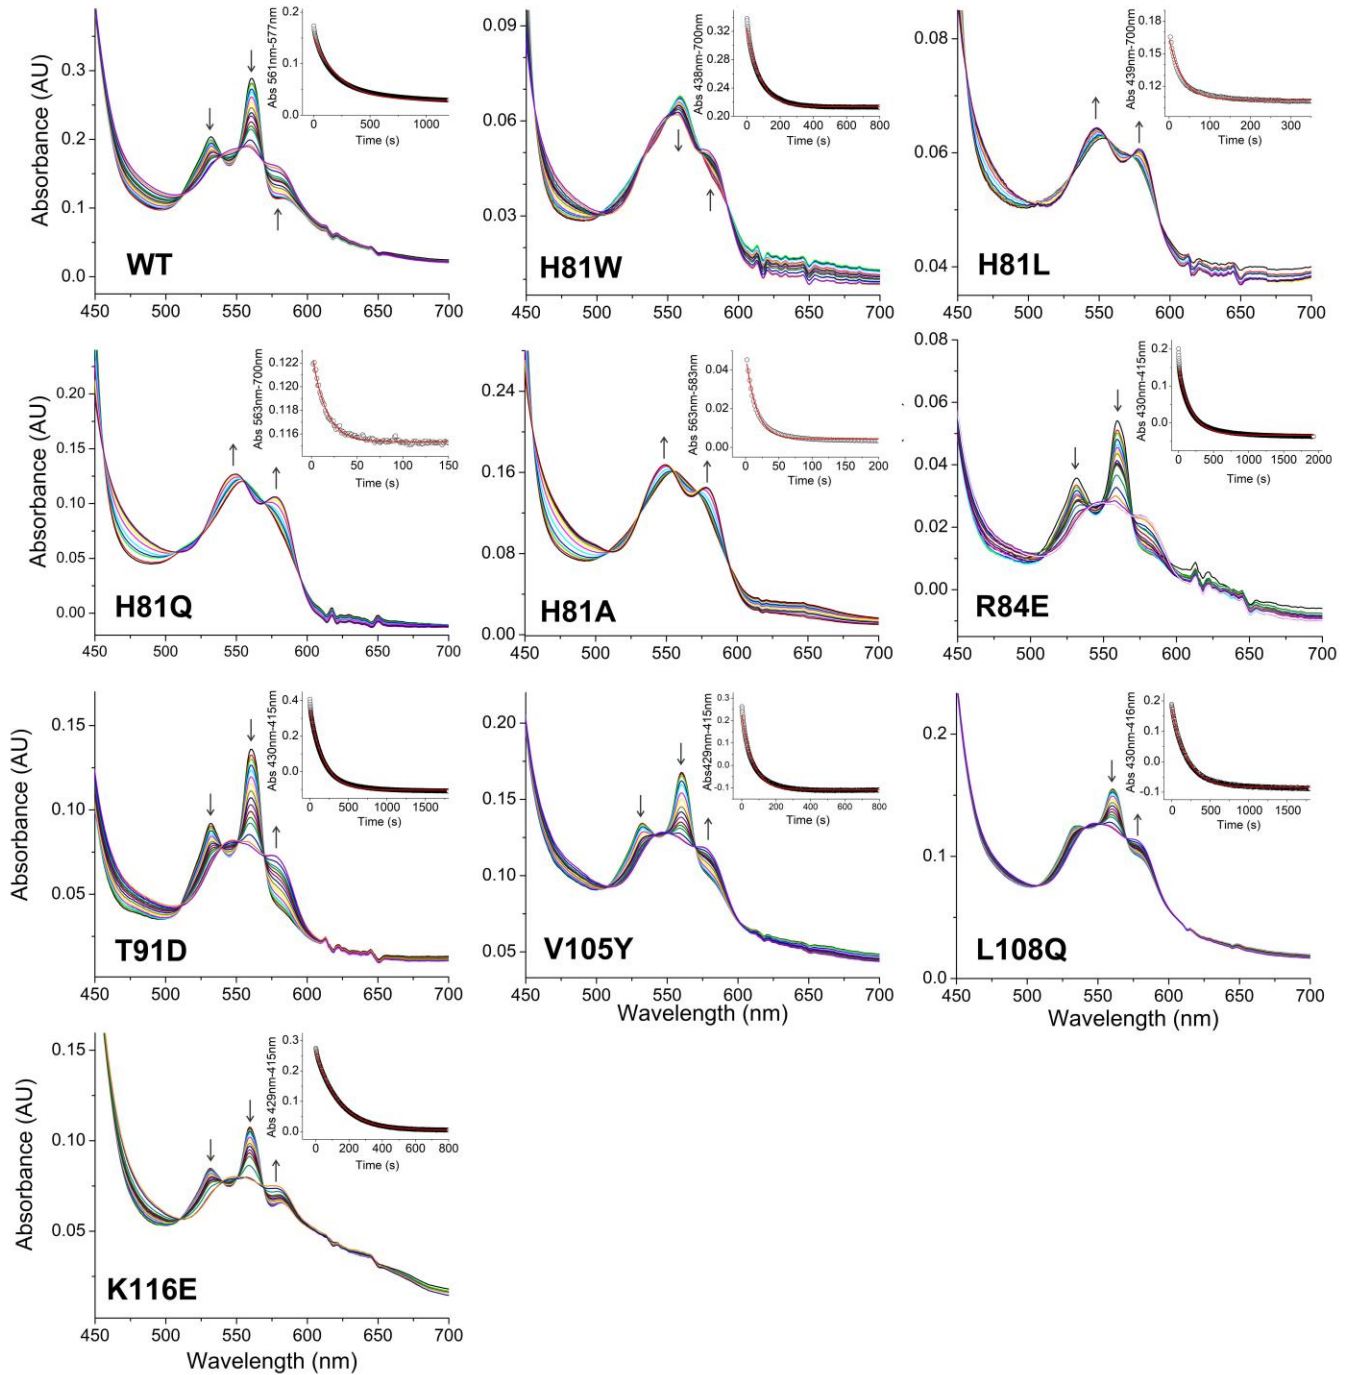 Absorbance (AU)
0.3
0.2
0.1
0.0
450 500 550 600 650 700
WT
Abs 561nm-577nm
0.2
0.1
0.0
0 500 1000
Time (s)
0.09
0.06
0.03
450 500 550 600 650 700
H81W
Abs 438nm-700nm
0.35
0.30
0.25
0.20
0 200 400 600 800
Time (s)
0.08
0.06
0.04
450 500 550 600 650 700
H81L
Abs 439nm-700nm
0.18
0.15
0.12
0 100 200 300
Time (s)
Absorbance (AU)
0.20
0.15
0.10
0.05
0.00
450 500 550 600 650 700
H81Q
Abs 563nm-700nm
0.122
0.120
0.118
0.116
0 50 100 150
Time (s)
0.24
0.16
0.08
0.00
450 500 550 600 650 700
H81A
Abs 563nm-583nm
0.04
0.02
0.00
0 50 100 150 200
Time (s)
0.08
0.06
0.04
0.02
0.00
450 500 550 600 650 700
R84E
Abs 430nm-415nm
0.2
0.1
0.0
0 500 1000 1500 2000
Time (s)
Absorbance (AU)
0.15
0.10
0.05
450 500 550 600 650 700
T91D
Abs 430nm-415nm
0.4
0.2
0.0
0 500 1000 1500
Time (s)
0.20
0.15
0.10
0.05
450 500 550 600 650 700
Wavelength (nm)
V105Y
Abs429nm-415nm
0.3
0.2
0.1
0.0
-0.1
0 200 400 600 800
Time (s)
0.2
0.1
0.0
450 500 550 600 650 700
Wavelength (nm)
L108Q
Abs 430nm-416nm
0.2
0.1
0.0
-0.1
0 500 1000 1500
Time (s)
Absorbance (AU)
0.15
0.10
0.05
450 500 550 600 650 700
Wavelength (nm)
K116E
Abs 429nm-415nm
0.3
0.2
0.1
0.0
0 200 400 600 800
Time (s)